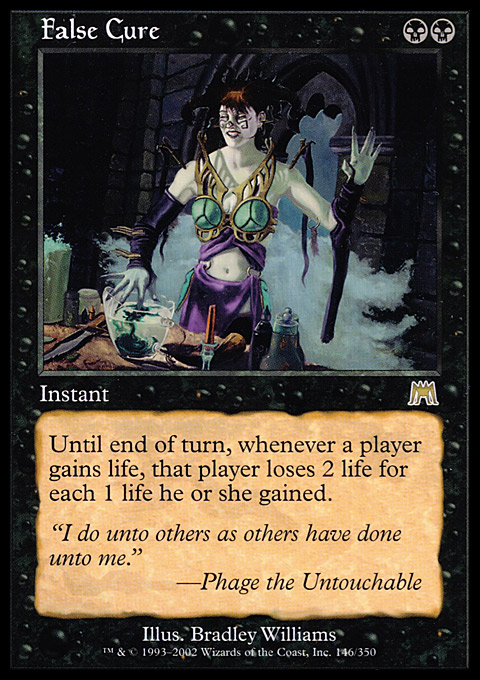 False Cure
Instant
Until end of turn, whenever a player
gains life, that player loses 2 life for
each 1 life he or she gained.
“I do unto others as others have done
unto me.”
—Phage the Untouchable
Illus. Bradley Williams
™ & © 1993–2002 Wizards of the Coast, Inc. 146/350